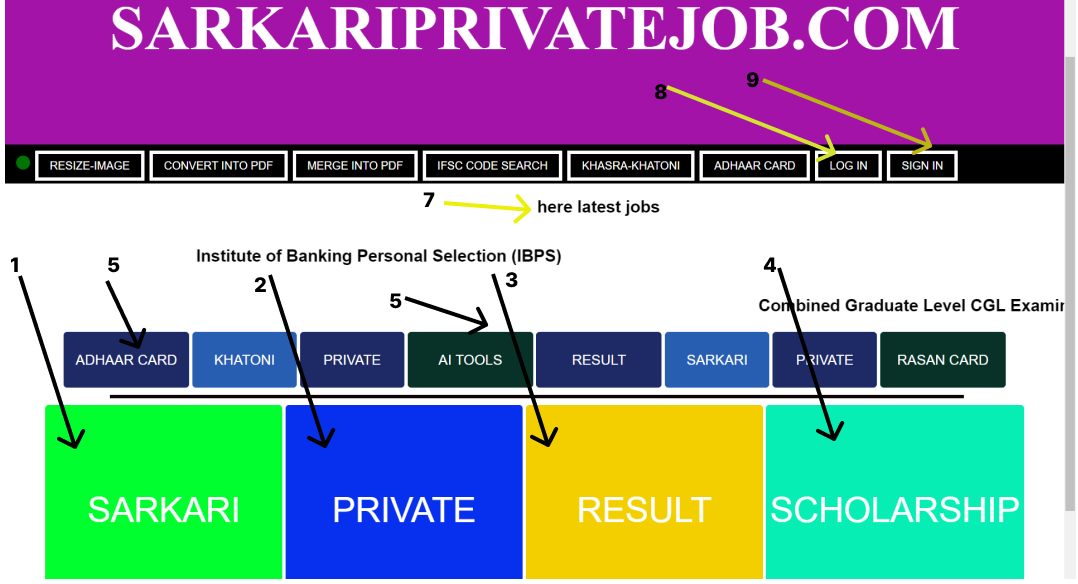 SARKARIPRIVATEJOB.COM
8 9
RESIZE-IMAGE CONVERT INTO PDF MERGE INTO PDF IFSC CODE SEARCH KHASRA-KHATONI ADHAAR CARD LOG IN SIGN IN
7 here latest jobs
Institute of Banking Personal Selection (IBPS)
1 5 2 5 3 4
Combined Graduate Level CGL
ADHAAR CARD KHATONI PRIVATE AI TOOLS RESULT SARKARI PRIVATE RASAN CARD
SARKARI PRIVATE RESULT SCHOLARSHIP